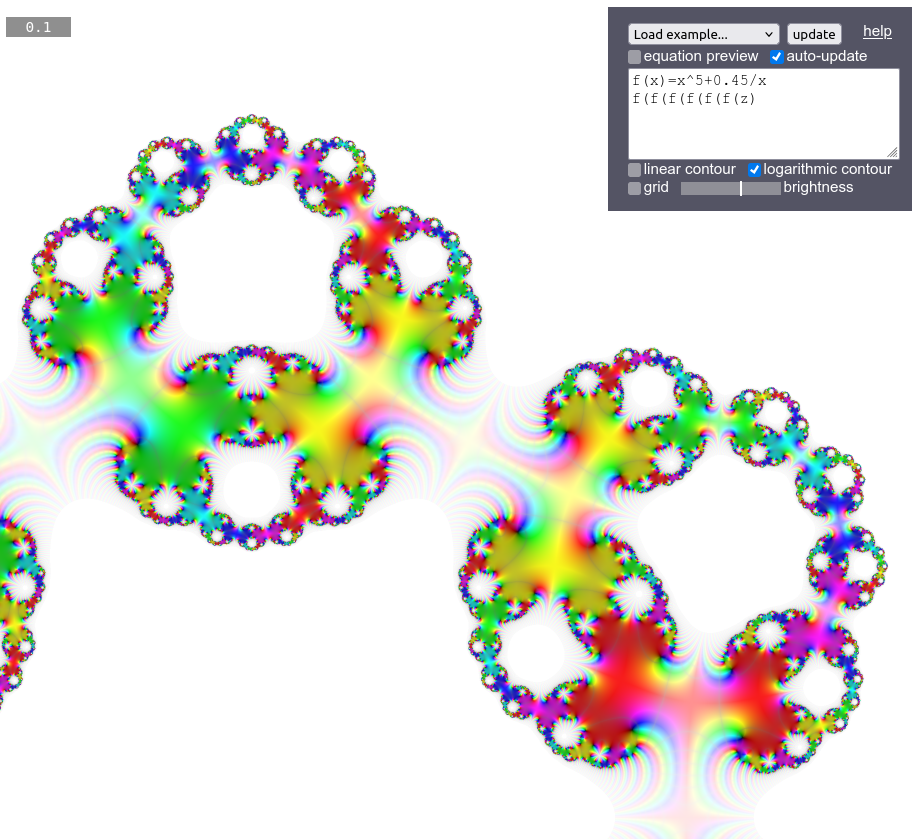 0.1
Load example...
update
help
equation preview
auto-update
f(x)=x^5+0.45/x
f(f(f(f(f(f(z)
linear contour
logarithmic contour
grid
brightness